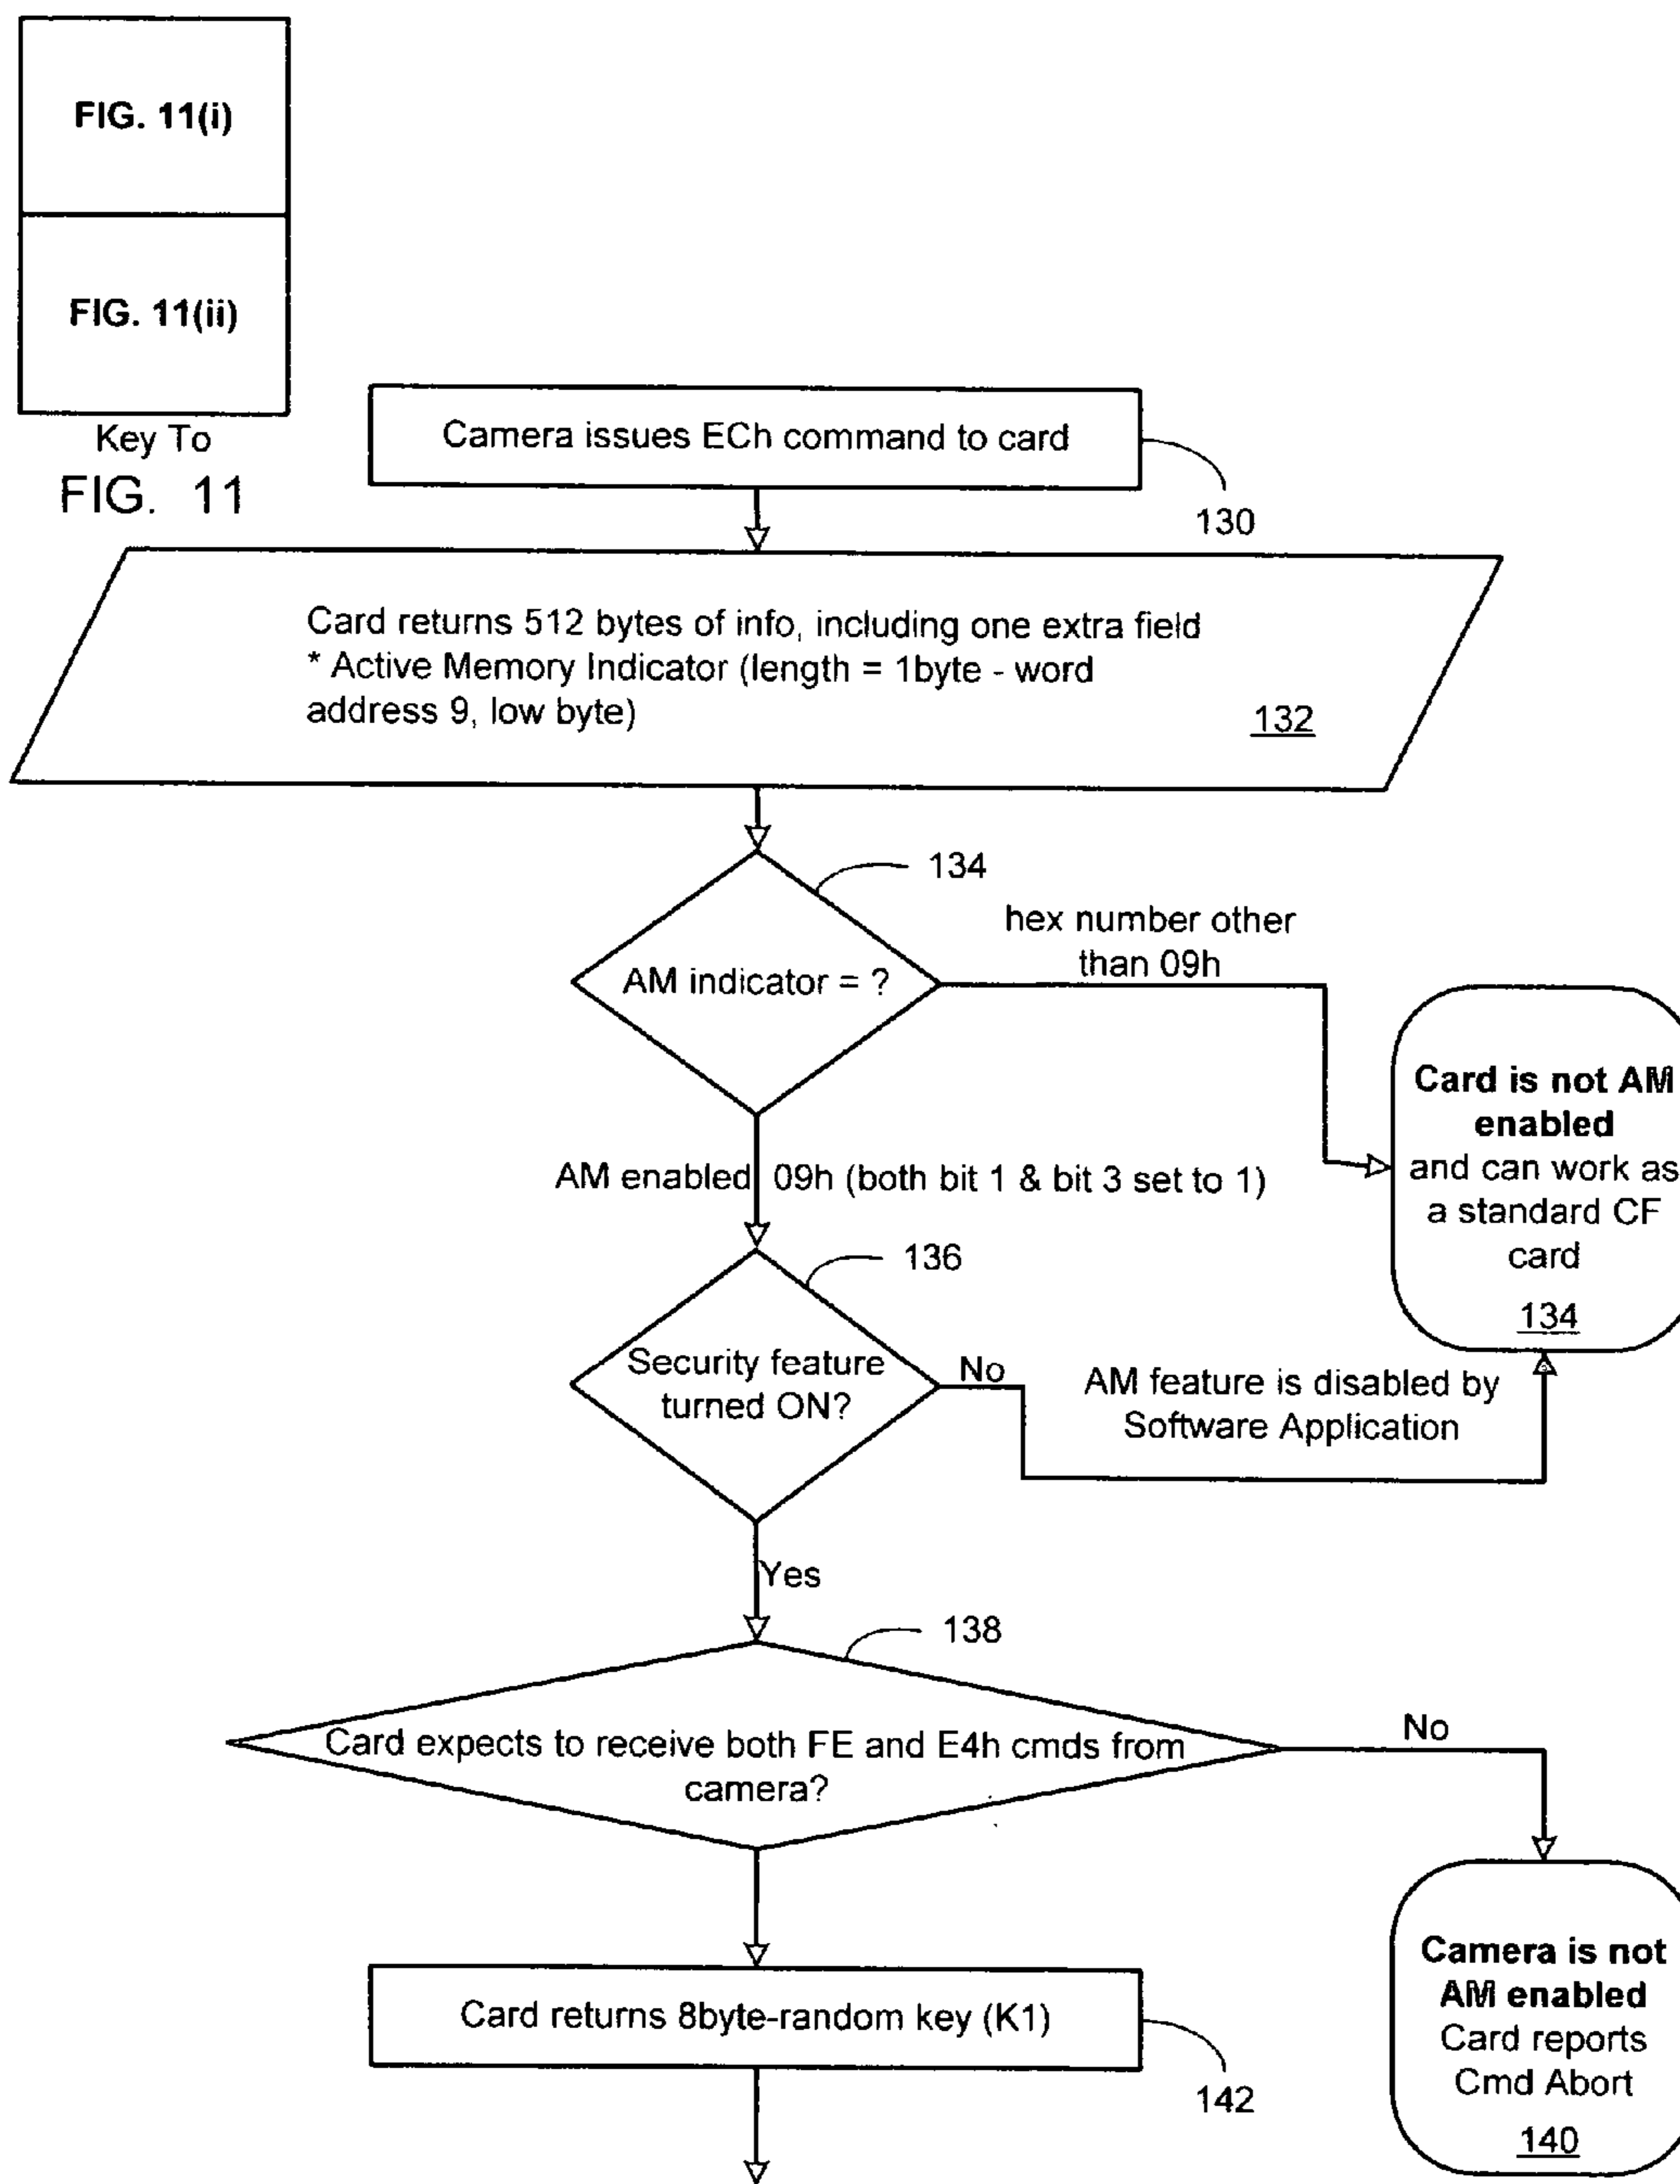 FIG. 11(i)
FIG. 11(ii)
Key To
FIG. 11
Camera issues ECh command to card
130
Card returns 512 bytes of info, including one extra field
* Active Memory Indicator (length = 1byte - word
address 9, low byte)
132
134
AM indicator = ?
hex number other
than 09h
Card is not AM
enabled
and can work as
a standard CF
card
134
AM enabled 09h (both bit 1 & bit 3 set to 1)
136
Security feature
turned ON?
No
AM feature is disabled by
Software Application
Yes
138
Card expects to receive both FE and E4h cmds from
camera?
No
Camera is not
AM enabled
Card reports
Cmd Abort
140
Card returns 8byte-random key (K1)
142